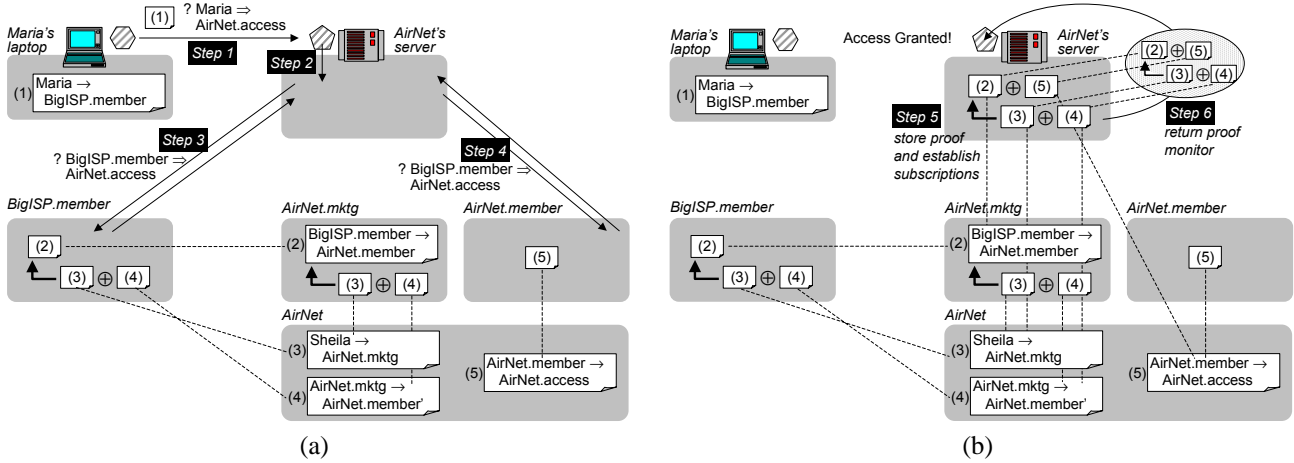 Maria's
laptop
(1)
? Maria ⇒
AirNet.access
Step 1
Step 2
AirNet's
server
(1)
Maria →
BigISP.member
Step 3
? BigISP.member ⇒
AirNet.access
Step 4
? BigISP.member ⇒
AirNet.access
BigISP.member
(2)
(3) ⊕ (4)
AirNet.mktg
(2)
BigISP.member →
AirNet.member
(3) ⊕ (4)
AirNet.member
(5)
AirNet
(3)
Sheila →
AirNet.mktg
(4)
AirNet.mktg →
AirNet.member'
(5)
AirNet.member →
AirNet.access
(a)
Maria's
laptop
(1)
Maria →
BigISP.member
Access Granted!
AirNet's
server
(2) ⊕ (5)
(3) ⊕ (4)
(2) ⊕ (5)
(3) ⊕ (4)
Step 5
store proof
and establish
subscriptions
Step 6
return proof
monitor
BigISP.member
(2)
(3) ⊕ (4)
AirNet.mktg
(2)
BigISP.member →
AirNet.member
(3) ⊕ (4)
AirNet.member
(5)
AirNet
(3)
Sheila →
AirNet.mktg
(4)
AirNet.mktg →
AirNet.member'
(5)
AirNet.member →
AirNet.access
(b)